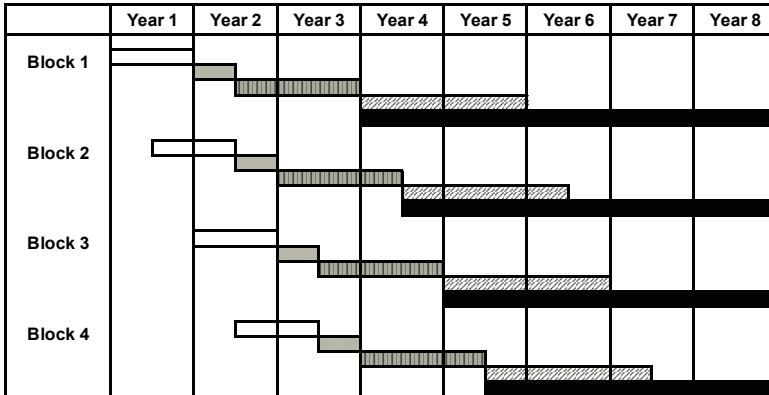 Year 1 Year 2 Year 3 Year 4 Year 5 Year 6 Year 7 Year 8
Block 1
Block 2
Block 3
Block 4